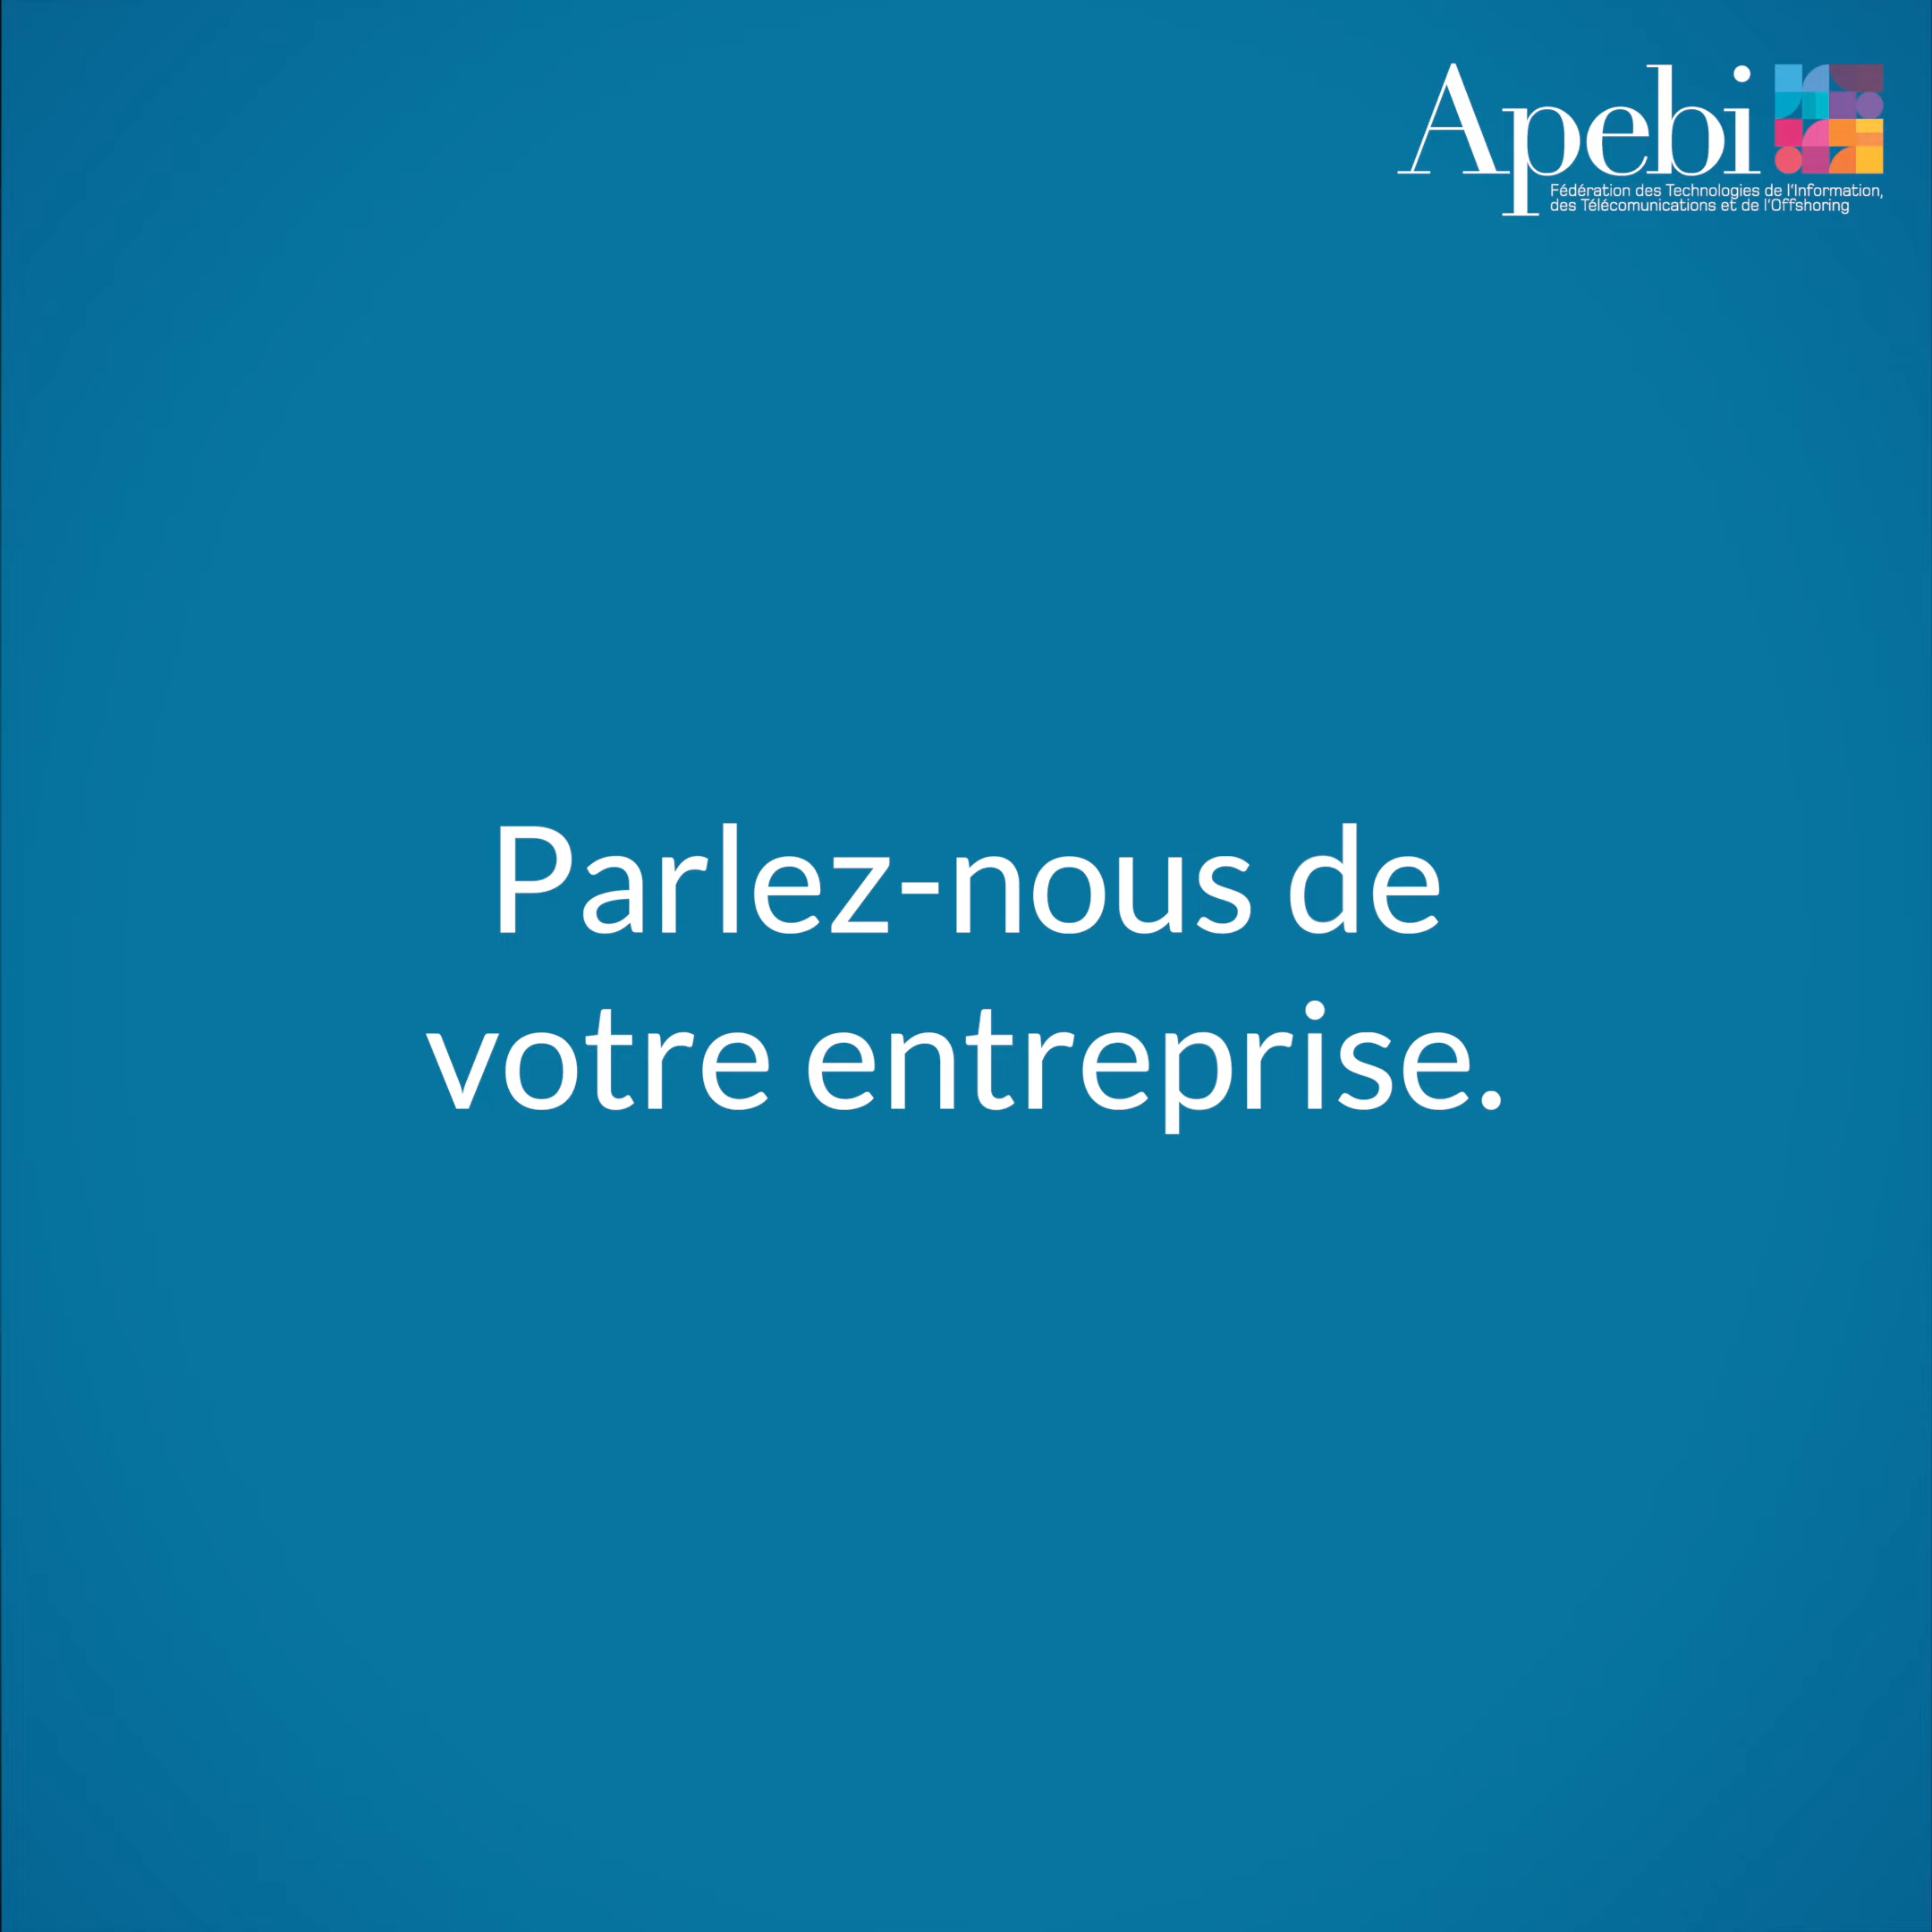 Apebi
Fédération des Technologies de l'Information,
des Télécomunications et de l'Offshoring
Parlez-nous de
votre entreprise.